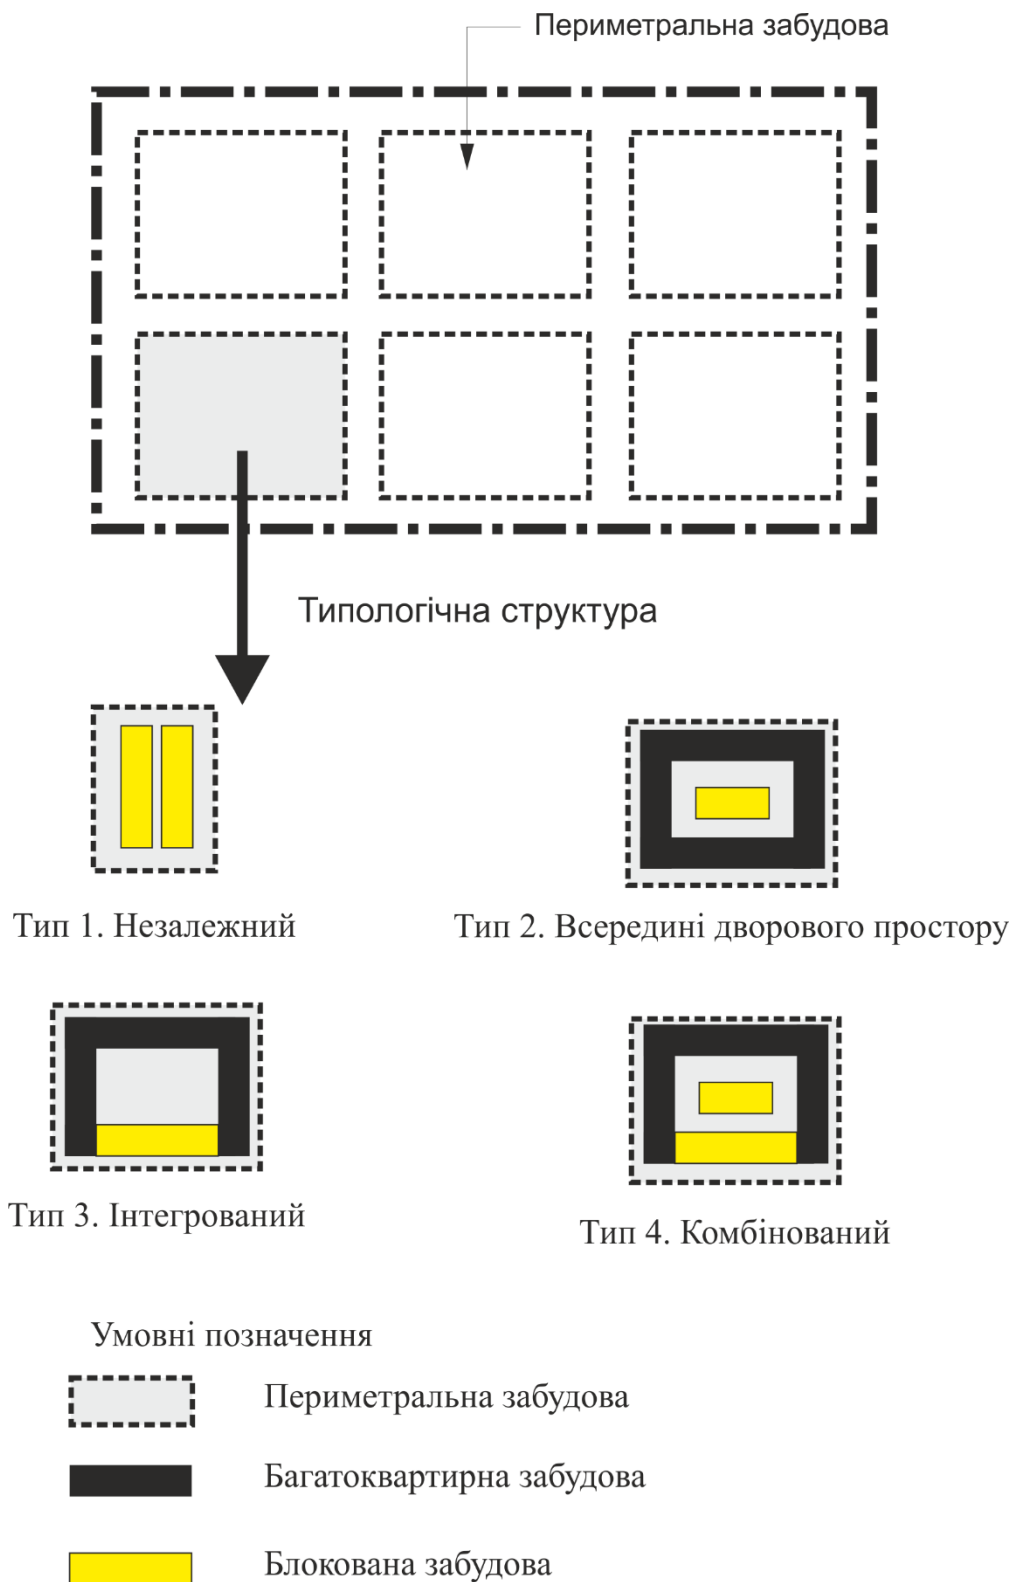 Периметральна забудова
Типологічна структура
Тип 1. Незалежний
Тип 2. Всередині дворового простору
Тип 3. Інтегрований
Тип 4. Комбінований
Умовні позначення
Периметральна забудова
Багатоквартирна забудова
Блокована забудова